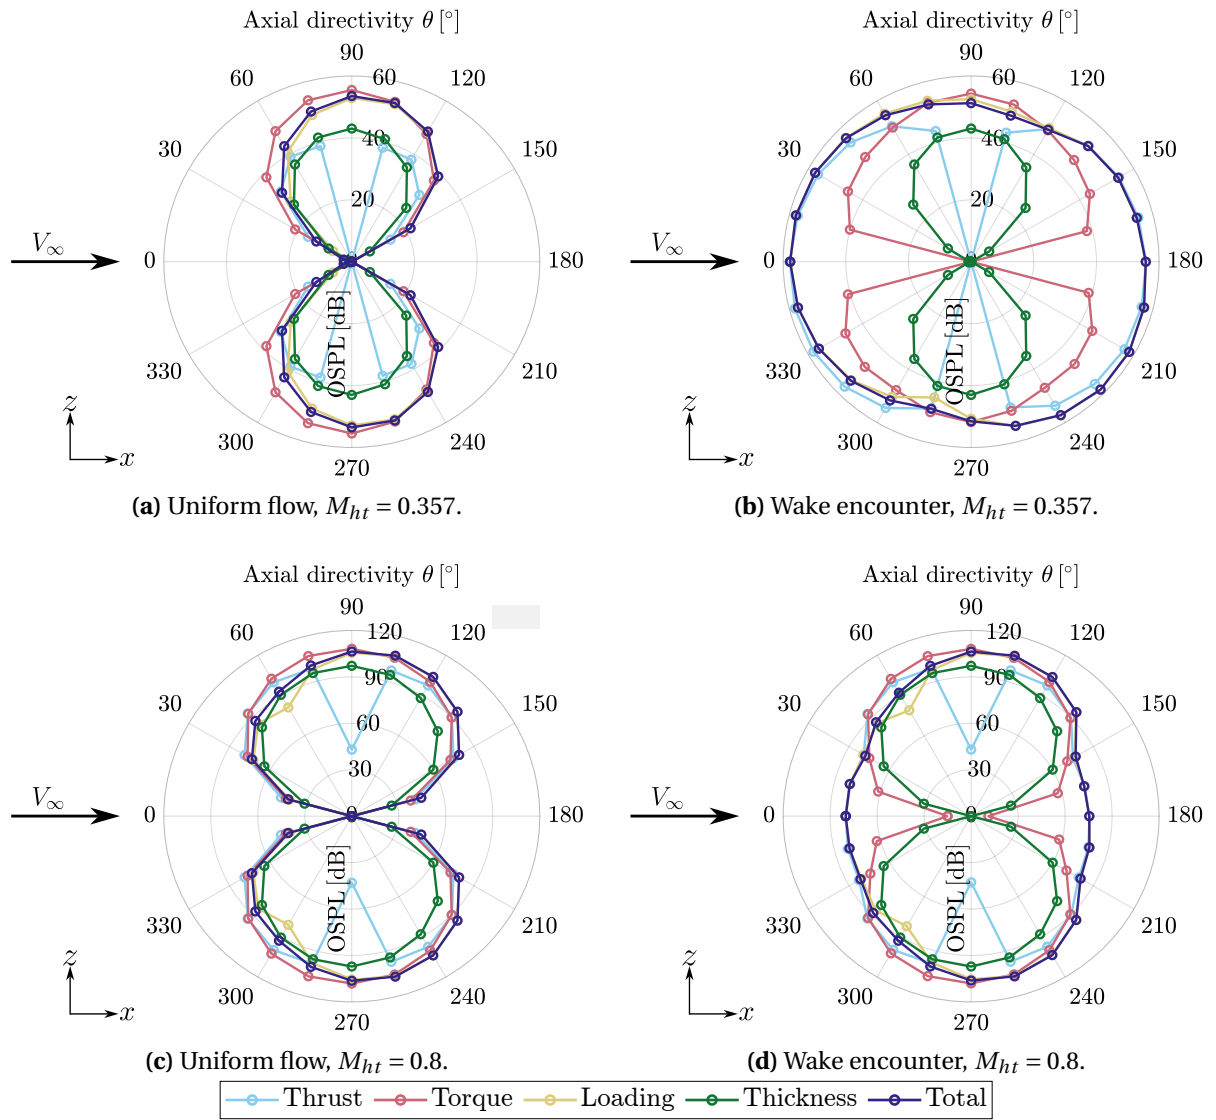 Axial directivity θ [°]
90
60 60 120
40
30 150
20
V∞ 0 180
OSPL [dB]
330 210
z
x
300 240
270
(a) Uniform flow, M_ht = 0.357.
Axial directivity θ [°]
90
60 60 120
40
30 150
20
V∞ 0 0 180
OSPL [dB]
330 210
z
x
300 240
270
(b) Wake encounter, M_ht = 0.357.
Axial directivity θ [°]
90
60 120 120
90
30 150
60
30
V∞ 0 0 180
OSPL [dB]
330 210
z
x
300 240
270
(c) Uniform flow, M_ht = 0.8.
Axial directivity θ [°]
90
60 120 120
90
30 150
60
30
V∞ 0 0 180
OSPL [dB]
330 210
z
x
300 240
270
(d) Wake encounter, M_ht = 0.8.
Thrust Torque Loading Thickness Total